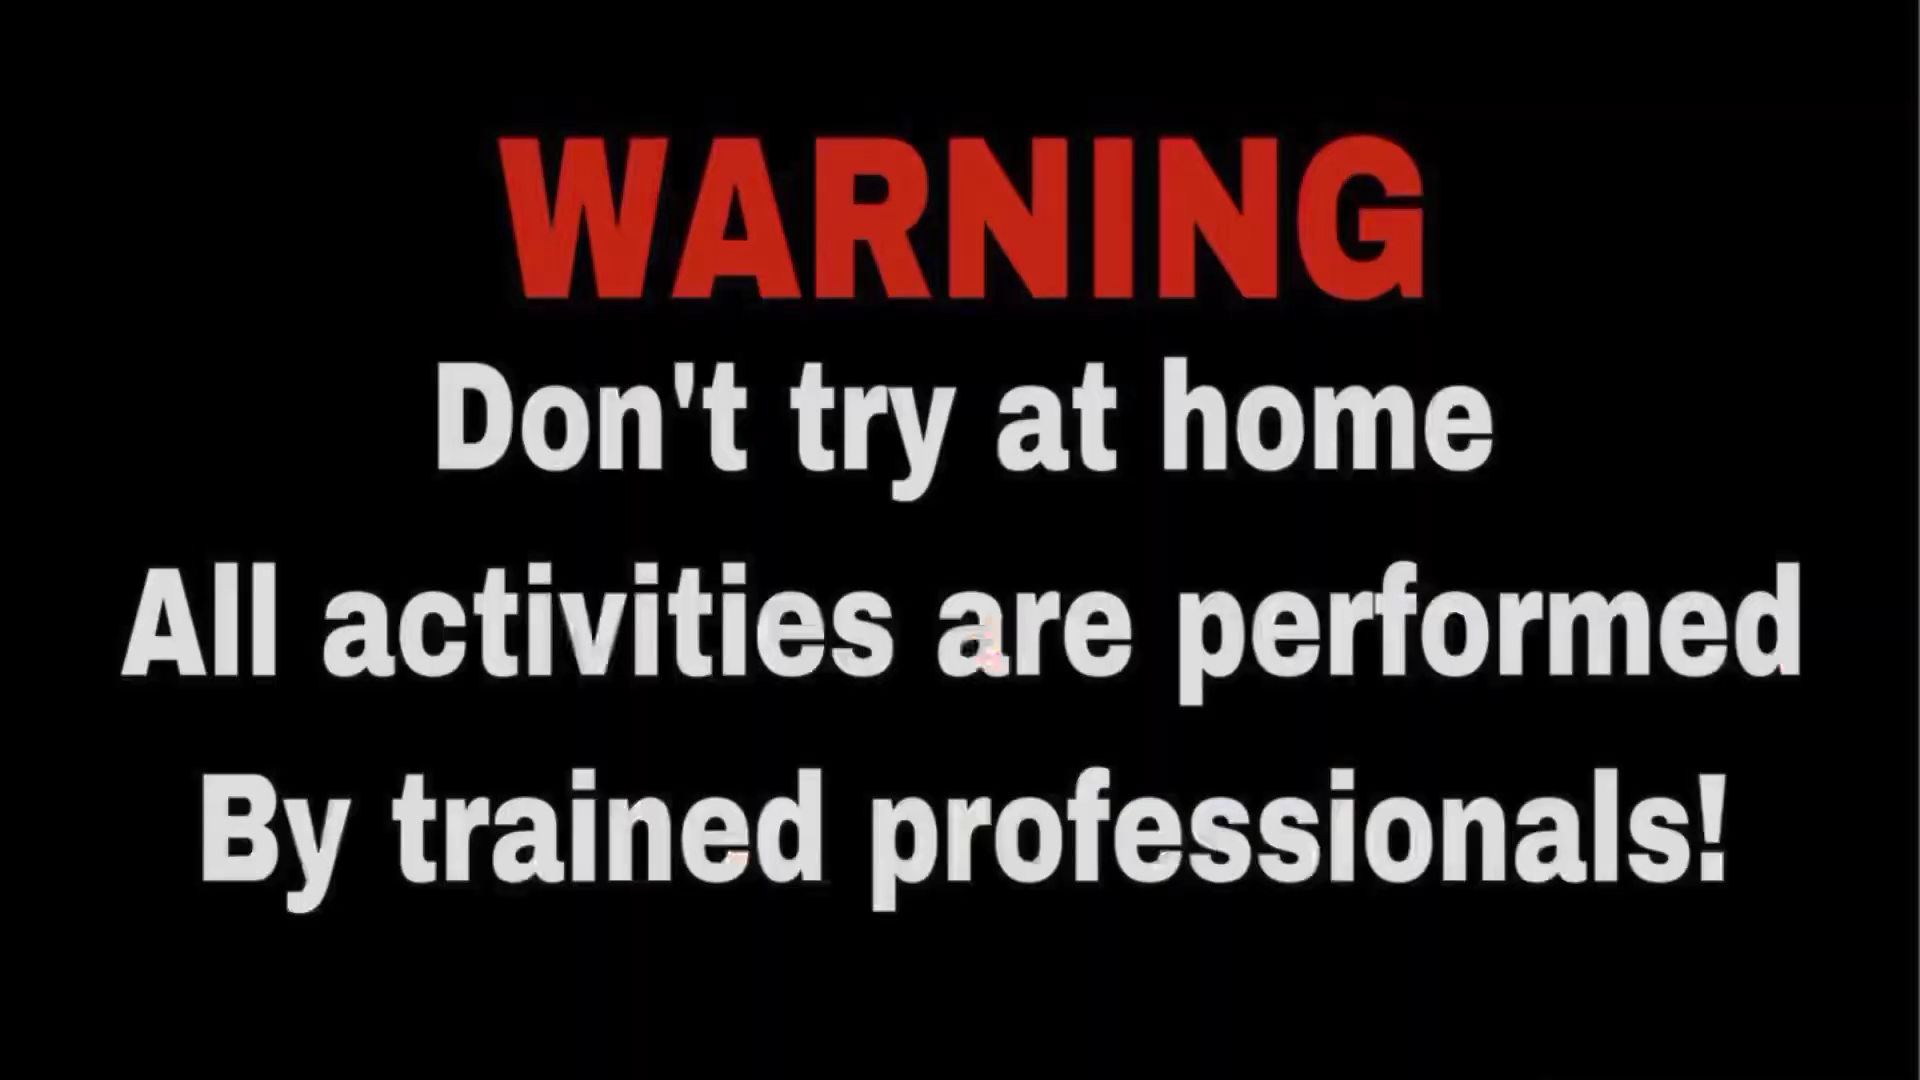 WARNING
Don't try at home
All activities are performed
By trained professionals!